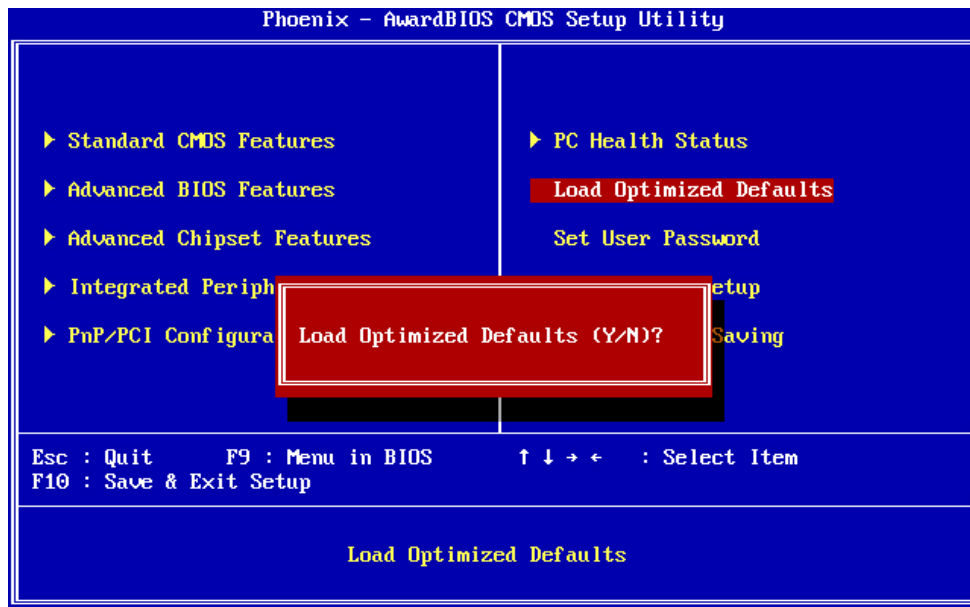 Phoenix - AwardBIOS CMOS Setup Utility
Standard CMOS Features
Advanced BIOS Features
Advanced Chipset Features
Integrated Periph
PnP/PCI Configura
PC Health Status
Load Optimized Defaults
Set User Password
etup
Saving
Load Optimized Defaults (Y/N)?
Esc : Quit F9 : Menu in BIOS ↑ ↓ → ← : Select Item
F10 : Save & Exit Setup
Load Optimized Defaults